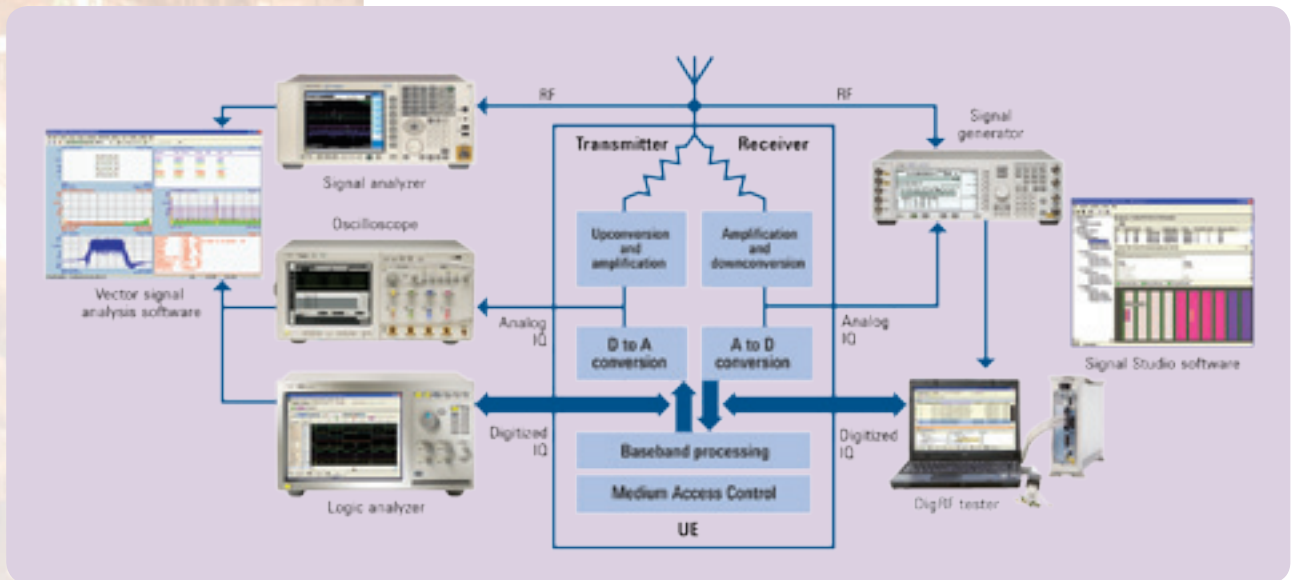 RF
RF
Signal
generator
Transmitter
Receiver
Signal analyzer
Oscilloscope
Upconversion
and
amplification
Amplification
and
downconversion
Vector signal
analysis software
Analog
IQ
Analog
IQ
D to A
conversion
A to D
conversion
Signal Studio software
Digitized
IQ
Digitized
IQ
Baseband processing
Medium Access Control
Logic analyzer
DigRF tester
UE